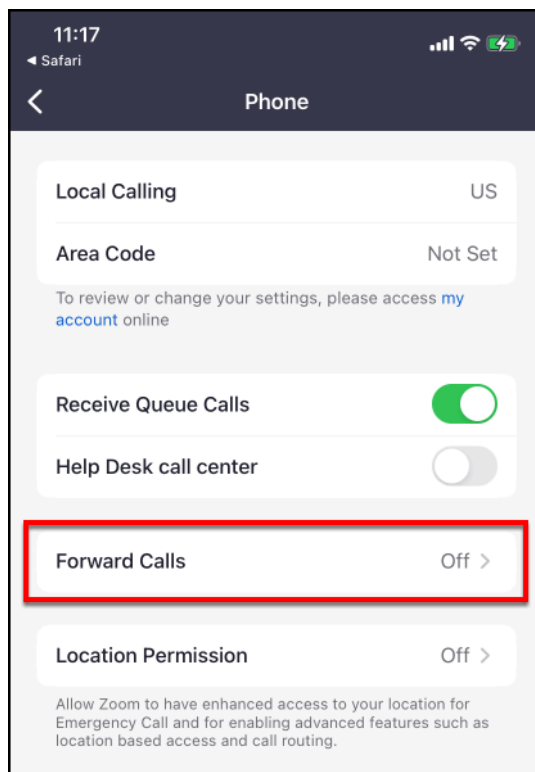 11:17
◀ Safari
Phone
Local Calling US
Area Code Not Set
To review or change your settings, please access my
account online
Receive Queue Calls
Help Desk call center
Forward Calls Off
Location Permission Off
Allow Zoom to have enhanced access to your location for
Emergency Call and for enabling advanced features such as
location based access and call routing.